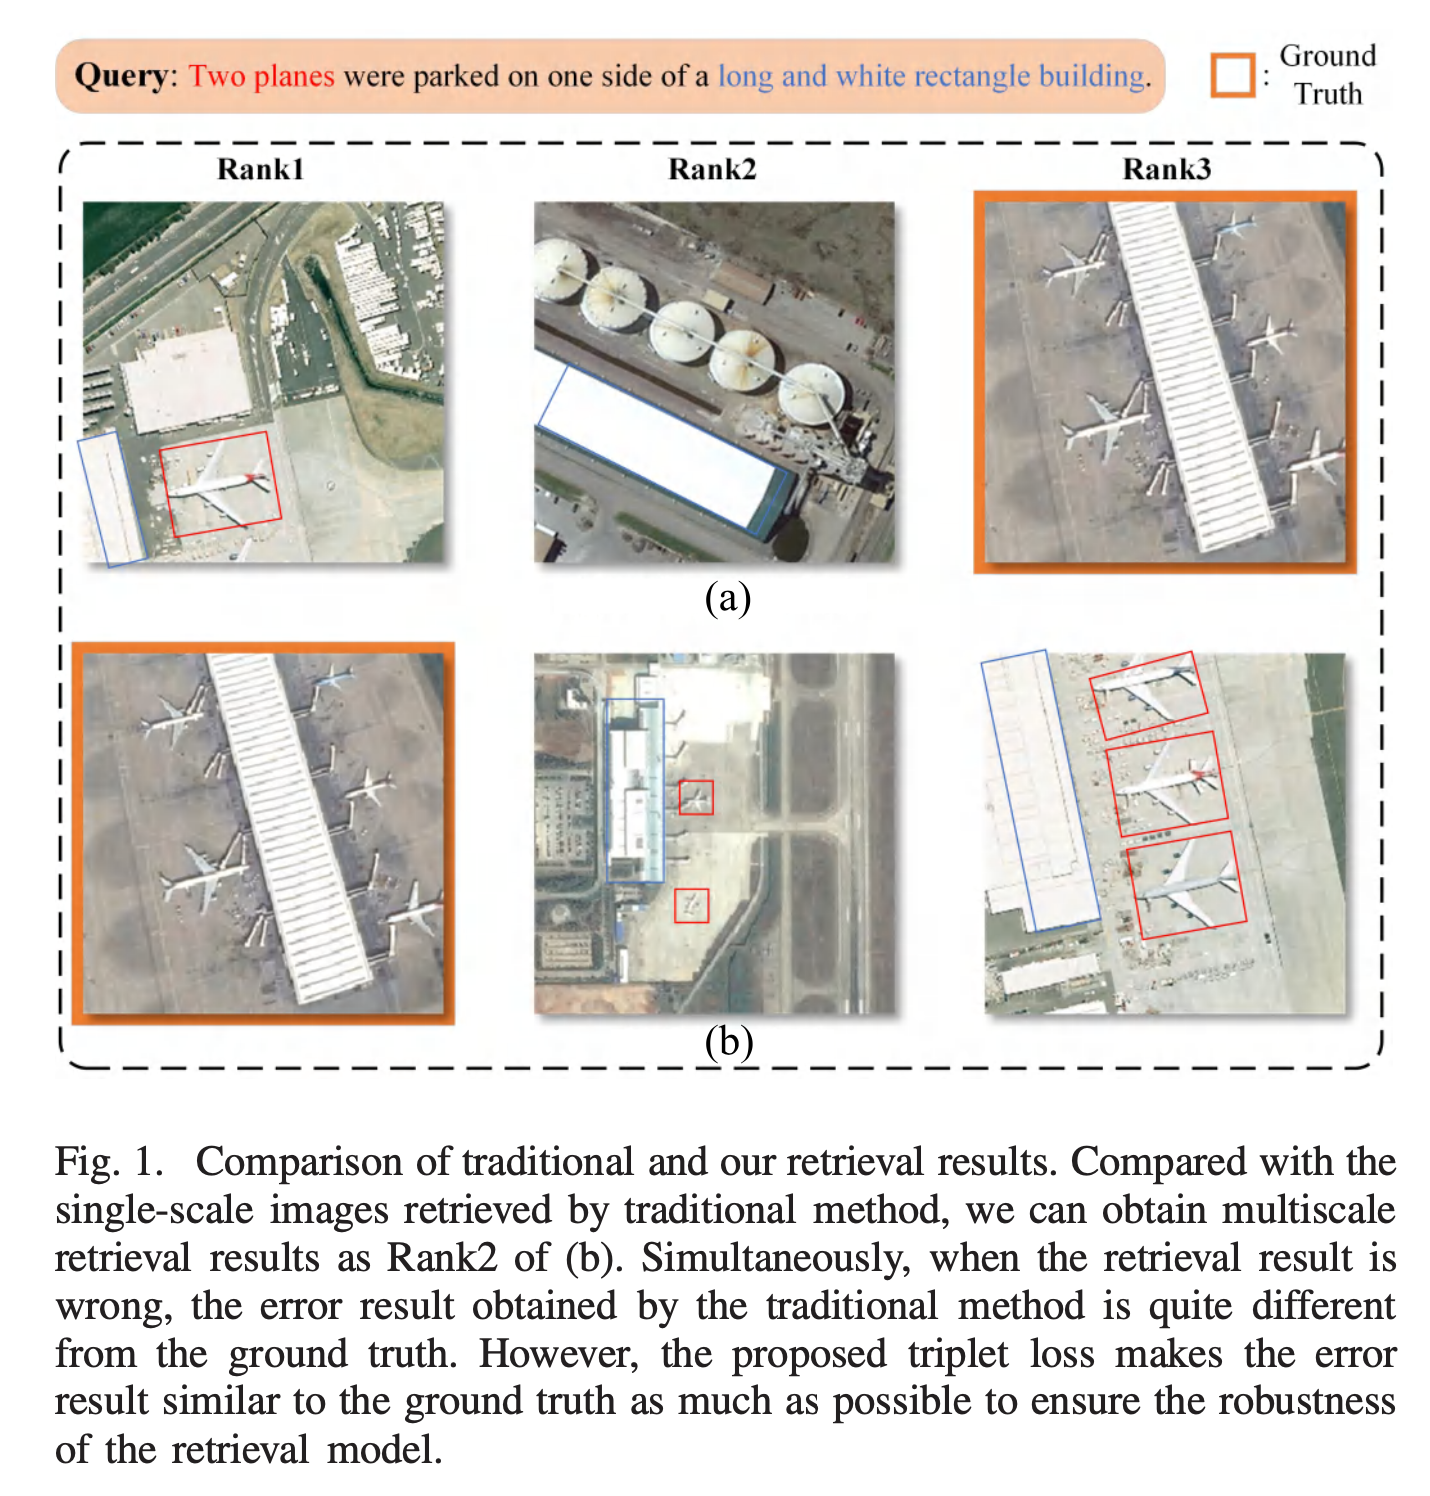 Query: Two planes were parked on one side of a long and white rectangle building.
: Ground
Truth
Rank1 Rank2 Rank3
(a)
(b)
Fig. 1. Comparison of traditional and our retrieval results. Compared with the
single-scale images retrieved by traditional method, we can obtain multiscale
retrieval results as Rank2 of (b). Simultaneously, when the retrieval result is
wrong, the error result obtained by the traditional method is quite different
from the ground truth. However, the proposed triplet loss makes the error
result similar to the ground truth as much as possible to ensure the robustness
of the retrieval model.